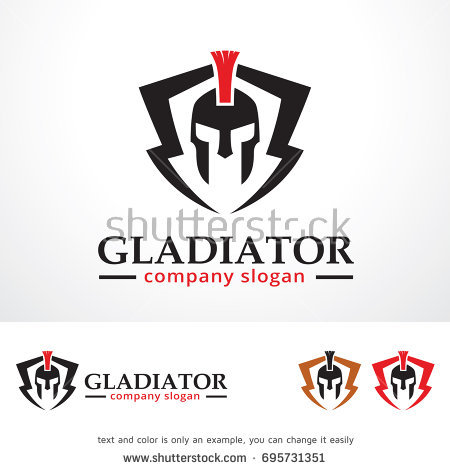 shutterstock
GLADIATOR
company slogan
GLADIATOR
company slogan
text and color is only an example, you can change it easily
www.shutterstock.com · 695731351